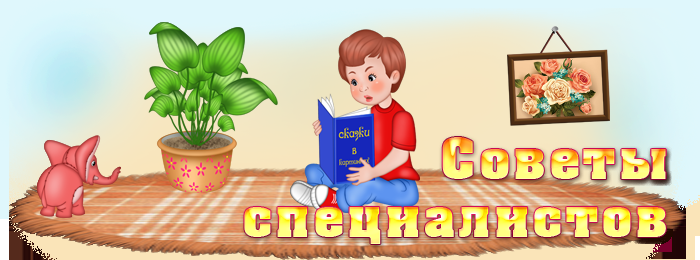 сказки
в
картинках
Советы
специалистов